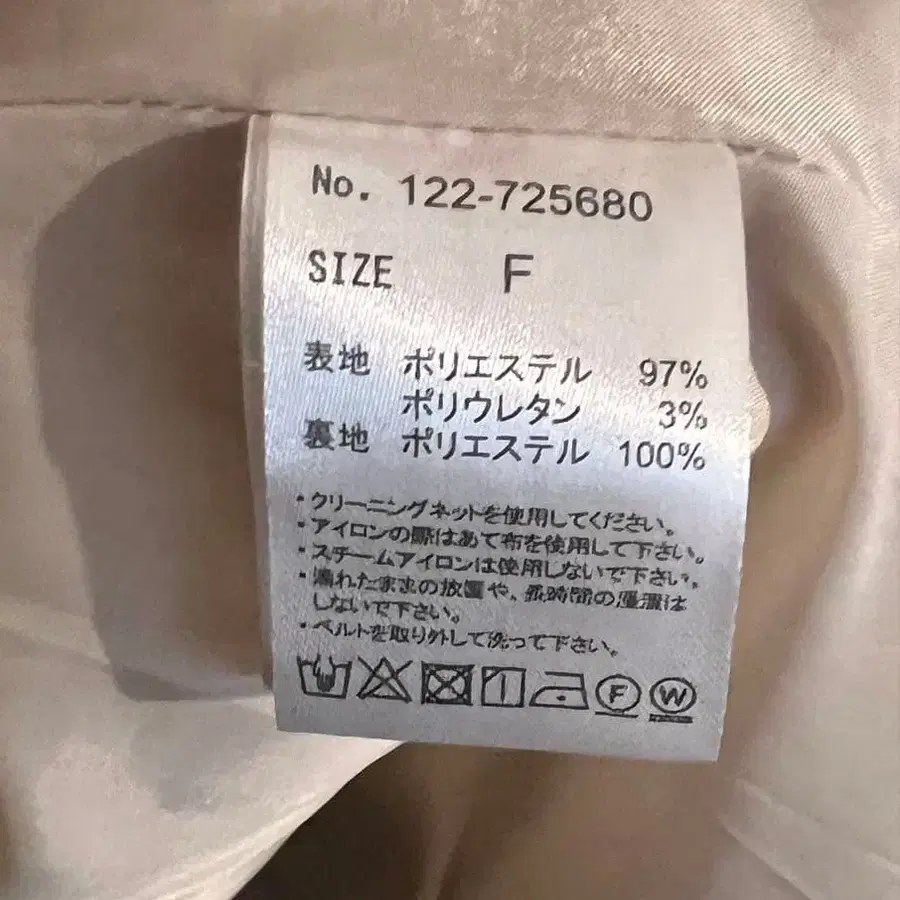 No. 122-725680
SIZE F
表地 ポリエステル 97%
ポリウレタン 3%
裏地 ポリエステル 100%
・クリーニングネットを使用してください。
・アイロンの際はあて布を使用して下さい。
・スチームアイロンは使用しないで下さい。
・濡れたままの放置や、長時間の浸漬は
しないで下さい。
・ベルトを取り外して洗って下さい。
F W